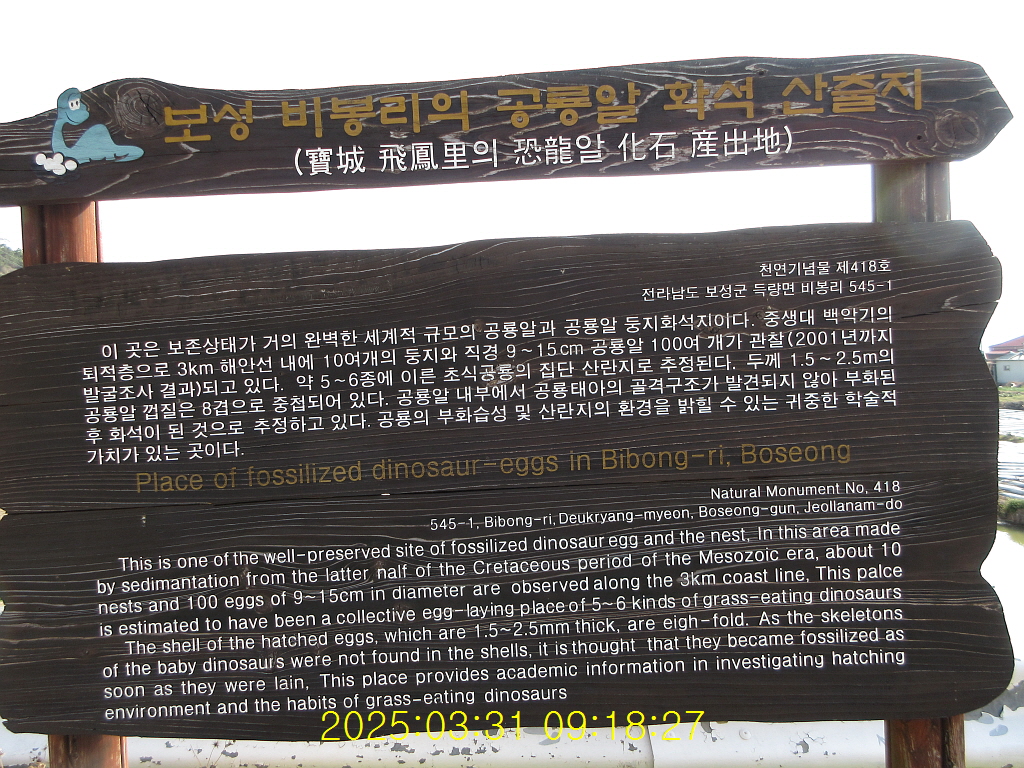 보성 비봉리의 공룡알 화석 산출지
(寶城 飛鳳里의 恐龍알 化石 産出地)
천연기념물 제418호
전라남도 보성군 득량면 비봉리 545-1
이 곳은 보존상태가 거의 완벽한 세계적 규모의 공룡알과 공룡알 둥지화석지이다. 중생대 백악기의
퇴적층으로 3km 해안선 내에 10여개의 둥지와 직경 9~15cm 공룡알 100여 개가 관찰(2001년까지
발굴조사 결과)되고 있다. 약 5~6종에 이른 초식공룡의 집단 산란지로 추정된다. 두께 1.5~2.5m의
공룡알 껍질은 8겹으로 중첩되어 있다. 공룡알 내부에서 공룡태아의 골격구조가 발견되지 않아 부화된
후 화석이 된 것으로 추정하고 있다. 공룡의 부화습성 및 산란지의 환경을 밝힐 수 있는 귀중한 학술적
가치가 있는 곳이다.
Place of fossilized dinosaur-eggs in Bibong-ri, Boseong
Natural Monument No. 418
545-1, Bibong-ri, Deukryang-myeon, Boseong-gun, Jeollanam-do
This is one of the well-preserved site of fossilized dinosaur egg and the nest. In this area made
by sedimantation from the latter half of the Cretaceous period of the Mesozoic era, about 10
nests and 100 eggs of 9~15cm in diameter are observed along the 3km coast line. This palce
is estimated to have been a collective egg-laying place of 5~6 kinds of grass-eating dinosaurs
The shell of the hatched eggs, which are 1.5~2.5mm thick, are eigh-fold. As the skeletons
of the baby dinosaurs were not found in the shells, it is thought that they became fossilized as
soon as they were lain. This place provides academic information in investigating hatching
environment and the habits of grass-eating dinosaurs
2025:03:31 09:18:27